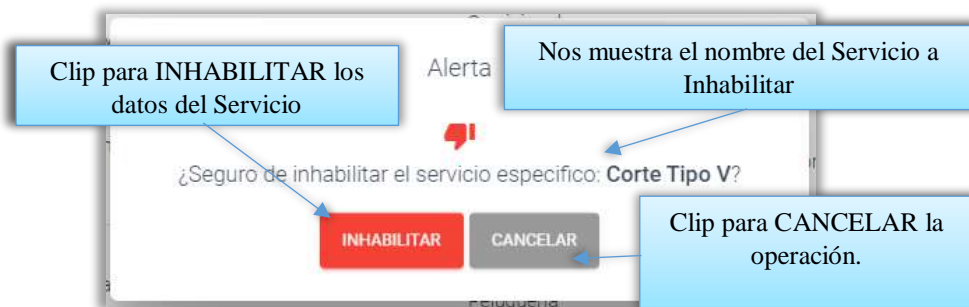 Clip para INHABILITAR los
datos del Servicio
Alerta
Nos muestra el nombre del Servicio a
Inhabilitar
¿Seguro de inhabilitar el servicio especifico: Corte Tipo V?
INHABILITAR
CANCELAR
Clip para CANCELAR la
operación.